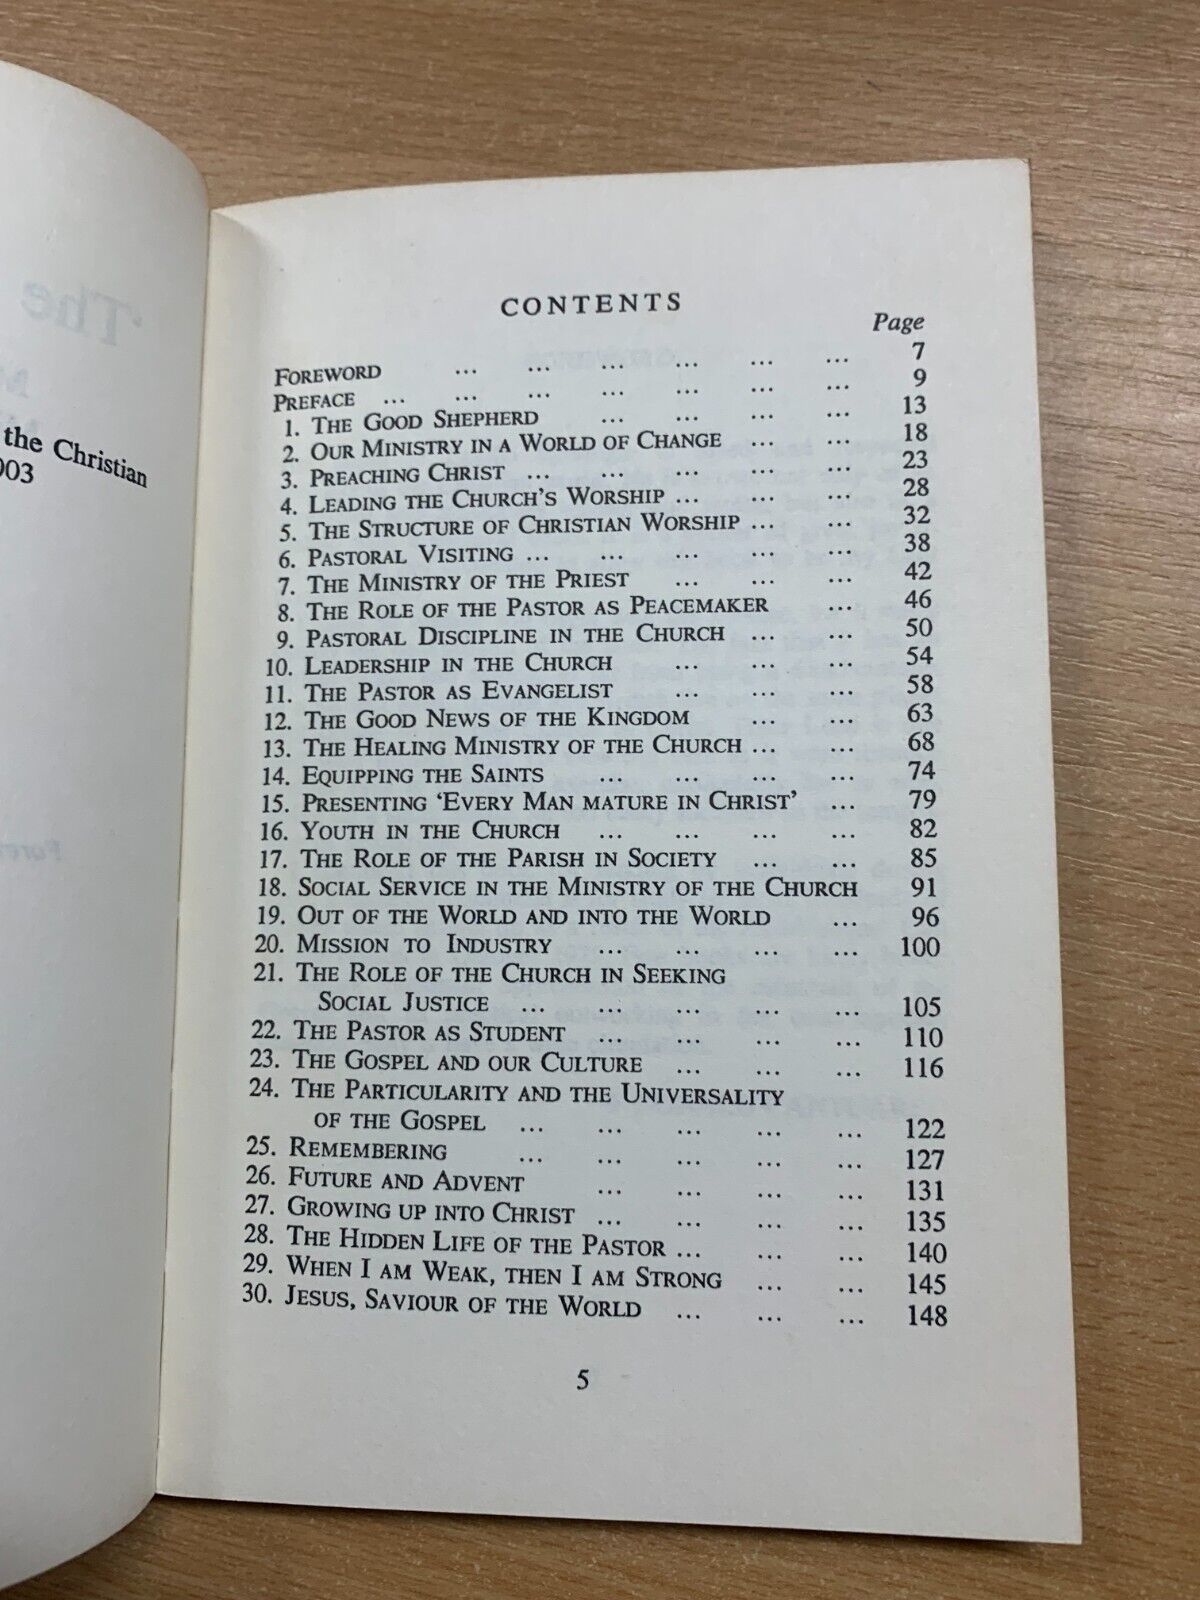 the Christian
003
CONTENTS
Page
FOREWORD ... ... ... ... ... ... 7
PREFACE ... ... ... ... ... ... ... 9
1. THE GOOD SHEPHERD ... ... ... ... 13
2. OUR MINISTRY IN A WORLD OF CHANGE ... ... 18
3. PREACHING CHRIST ... ... ... ... ... 23
4. LEADING THE CHURCH'S WORSHIP ... ... ... 28
5. THE STRUCTURE OF CHRISTIAN WORSHIP ... ... 32
6. PASTORAL VISITING ... ... ... ... ... 38
7. THE MINISTRY OF THE PRIEST ... ... ... 42
8. THE ROLE OF THE PASTOR AS PEACEMAKER ... 46
9. PASTORAL DISCIPLINE IN THE CHURCH ... ... 50
10. LEADERSHIP IN THE CHURCH ... ... ... 54
11. THE PASTOR AS EVANGELIST ... ... ... 58
12. THE GOOD NEWS OF THE KINGDOM ... ... 63
13. THE HEALING MINISTRY OF THE CHURCH ... ... 68
14. EQUIPPING THE SAINTS ... ... ... ... 74
15. PRESENTING 'EVERY MAN MATURE IN CHRIST' ... 79
16. YOUTH IN THE CHURCH ... ... ... ... 82
17. THE ROLE OF THE PARISH IN SOCIETY ... ... 85
18. SOCIAL SERVICE IN THE MINISTRY OF THE CHURCH 91
19. OUT OF THE WORLD AND INTO THE WORLD ... 96
20. MISSION TO INDUSTRY ... ... ... ... 100
21. THE ROLE OF THE CHURCH IN SEEKING
SOCIAL JUSTICE ... ... ... ... ... 105
22. THE PASTOR AS STUDENT ... ... ... ... 110
23. THE GOSPEL AND OUR CULTURE ... ... ... 116
24. THE PARTICULARITY AND THE UNIVERSALITY
OF THE GOSPEL ... ... ... ... ... 122
25. REMEMBERING ... ... ... ... ... 127
26. FUTURE AND ADVENT ... ... ... ... 131
27. GROWING UP INTO CHRIST ... ... ... ... 135
28. THE HIDDEN LIFE OF THE PASTOR ... ... ... 140
29. WHEN I AM WEAK, THEN I AM STRONG ... ... 145
30. JESUS, SAVIOUR OF THE WORLD ... ... ... 148
5